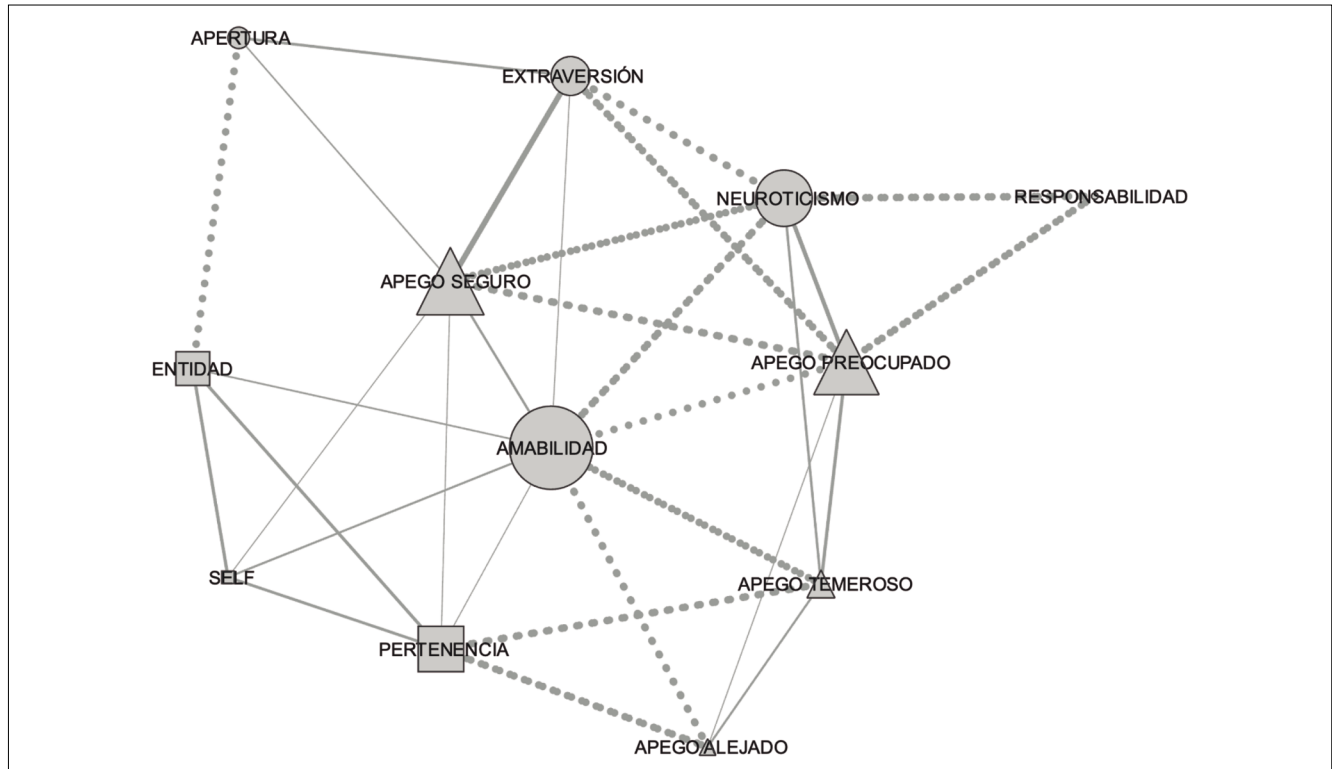 APERTURA
EXTRAVERSIÓN
NEUROTICISMO
RESPONSABILIDAD
APEGO SEGURO
APEGO PREOCUPADO
ENTIDAD
AMABILIDAD
SELF
APEGO TEMEROSO
PERTENENCIA
APEGO ALEJADO